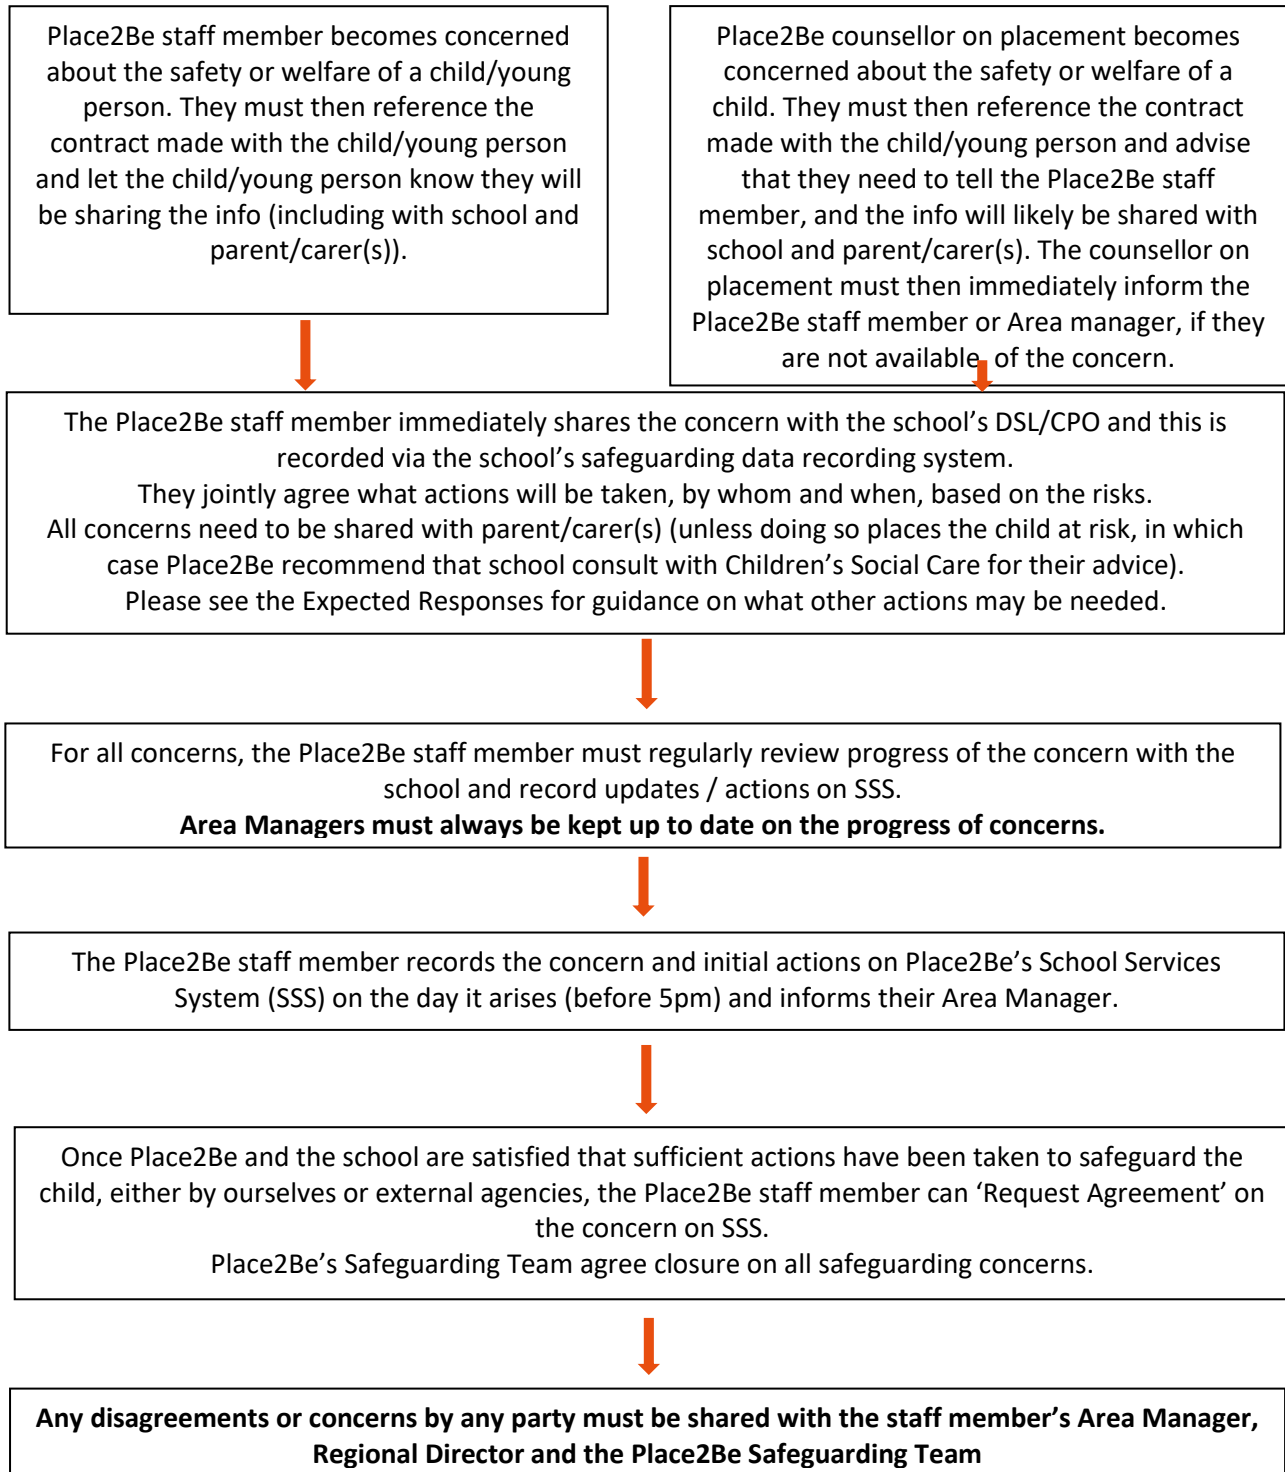 Place2Be staff member becomes concerned
about the safety or welfare of a child/young
person. They must then reference the
contract made with the child/young person
and let the child/young person know they will
be sharing the info (including with school and
parent/carer(s)).
Place2Be counsellor on placement becomes
concerned about the safety or welfare of a
child. They must then reference the contract
made with the child/young person and advise
that they need to tell the Place2Be staff
member, and the info will likely be shared with
school and parent/carer(s). The counsellor on
placement must then immediately inform the
Place2Be staff member or Area manager, if they
are not available, of the concern.
The Place2Be staff member immediately shares the concern with the school’s DSL/CPO and this is
recorded via the school’s safeguarding data recording system.
They jointly agree what actions will be taken, by whom and when, based on the risks.
All concerns need to be shared with parent/carer(s) (unless doing so places the child at risk, in which
case Place2Be recommend that school consult with Children’s Social Care for their advice).
Please see the Expected Responses for guidance on what other actions may be needed.
For all concerns, the Place2Be staff member must regularly review progress of the concern with the
school and record updates / actions on SSS.
Area Managers must always be kept up to date on the progress of concerns.
The Place2Be staff member records the concern and initial actions on Place2Be’s School Services
System (SSS) on the day it arises (before 5pm) and informs their Area Manager.
Once Place2Be and the school are satisfied that sufficient actions have been taken to safeguard the
child, either by ourselves or external agencies, the Place2Be staff member can ‘Request Agreement’ on
the concern on SSS.
Place2Be’s Safeguarding Team agree closure on all safeguarding concerns.
Any disagreements or concerns by any party must be shared with the staff member’s Area Manager,
Regional Director and the Place2Be Safeguarding Team